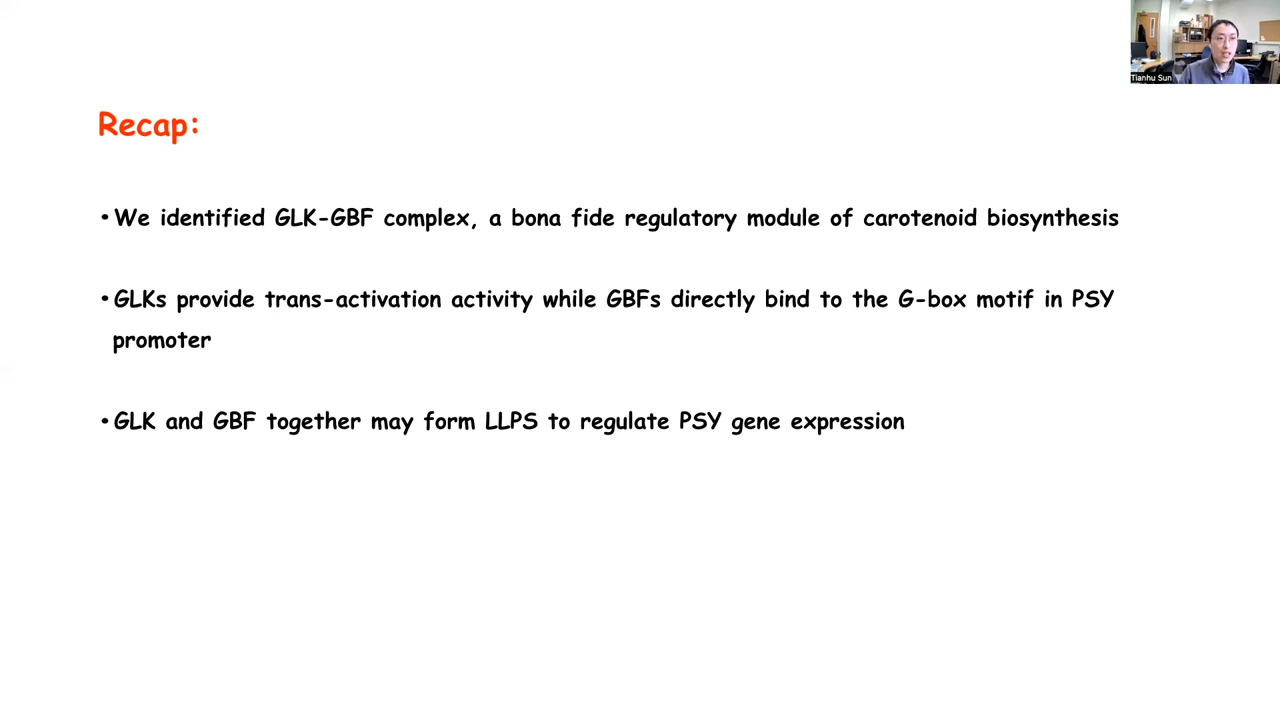 Tianhu Sun
Recap:
• We identified GLK-GBF complex, a bona fide regulatory module of carotenoid biosynthesis
• GLKs provide trans-activation activity while GBFs directly bind to the G-box motif in PSY
promoter
• GLK and GBF together may form LLPS to regulate PSY gene expression